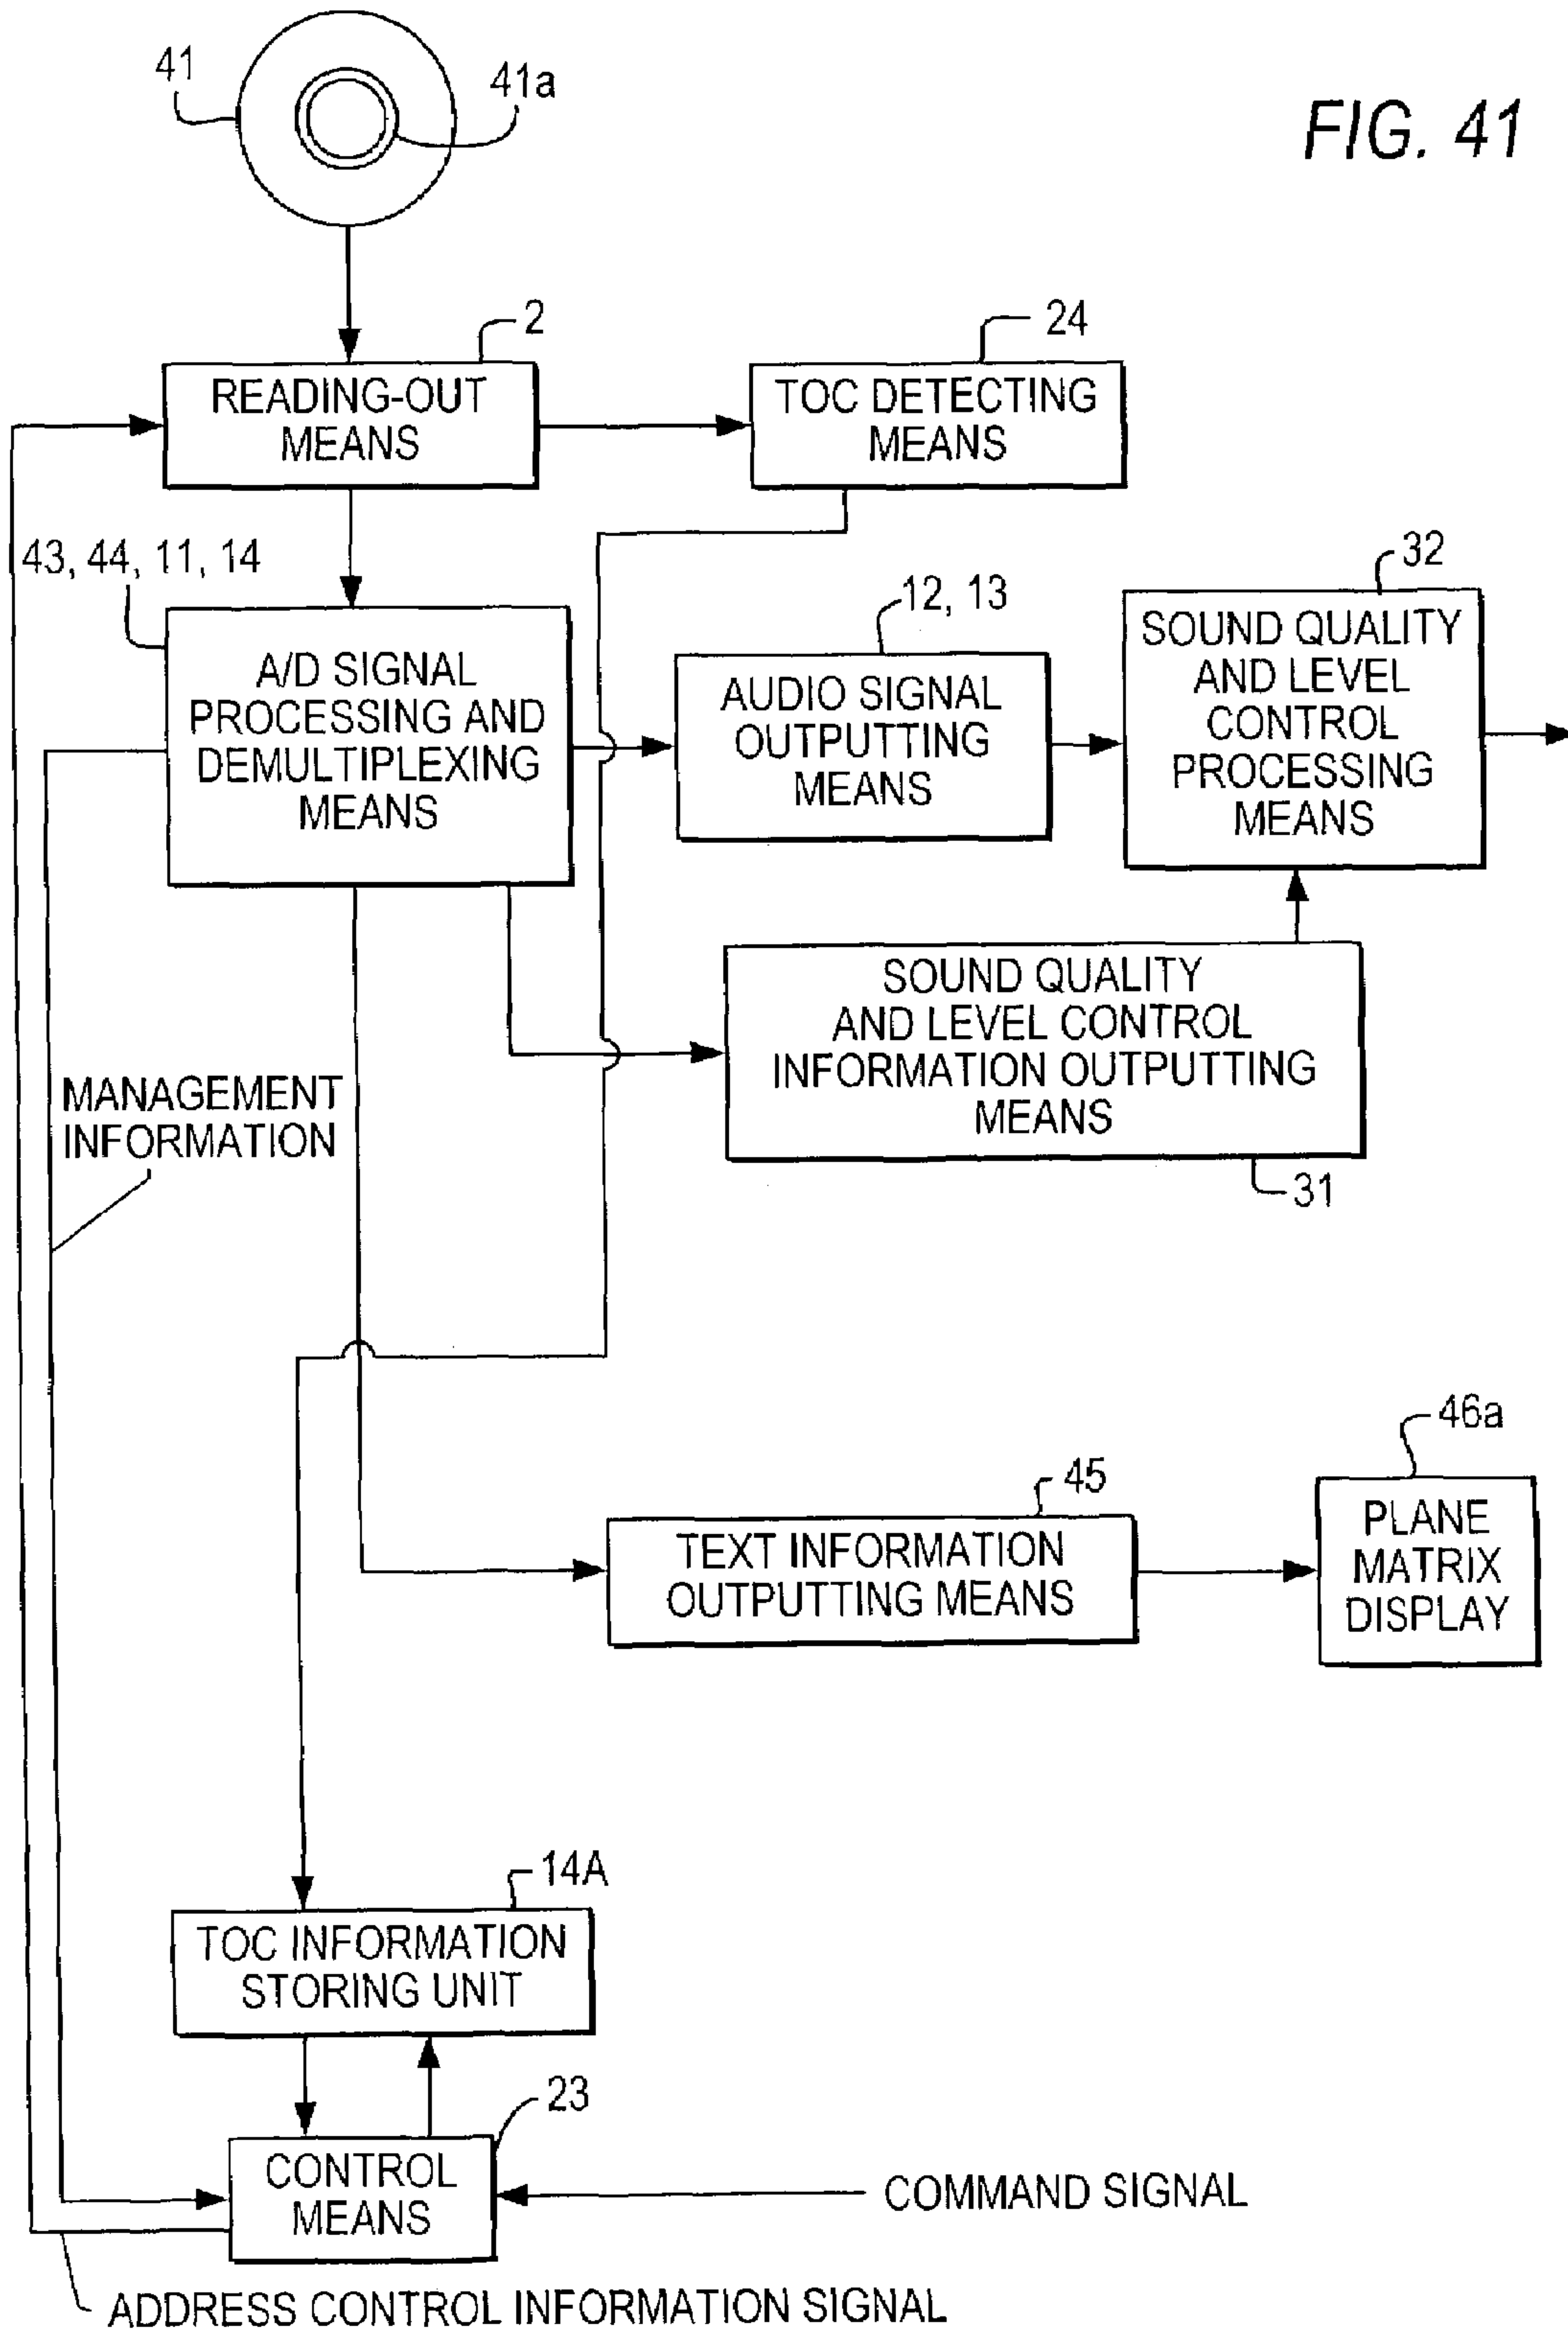 FIG. 41
41
41a
2
24
READING-OUT
MEANS
TOC DETECTING
MEANS
43, 44, 11, 14
12, 13
32
A/D SIGNAL
PROCESSING AND
DEMULTIPLEXING
MEANS
AUDIO SIGNAL
OUTPUTTING
MEANS
SOUND QUALITY
AND LEVEL
CONTROL
PROCESSING
MEANS
SOUND QUALITY
AND LEVEL CONTROL
INFORMATION OUTPUTTING
MEANS
31
MANAGEMENT
INFORMATION
45
46a
TEXT INFORMATION
OUTPUTTING MEANS
PLANE
MATRIX
DISPLAY
14A
TOC INFORMATION
STORING UNIT
23
CONTROL
MEANS
COMMAND SIGNAL
ADDRESS CONTROL INFORMATION SIGNAL